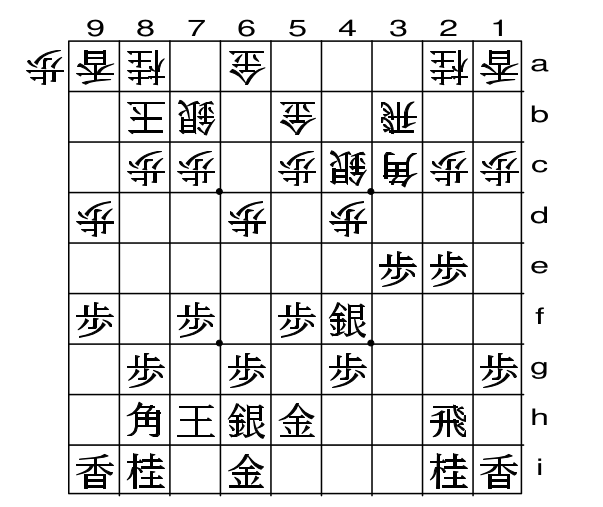 9 8 7 6 5 4 3 2 1
歩 香 桂 金 桂 香 a
王 銀 金 飛 b
歩 歩 歩 銀 角 歩 歩 c
歩 歩 歩 d
歩 歩 e
歩 歩 歩 銀 f
歩 歩 歩 歩 g
角 王 銀 金 飛 h
香 桂 金 桂 香 i